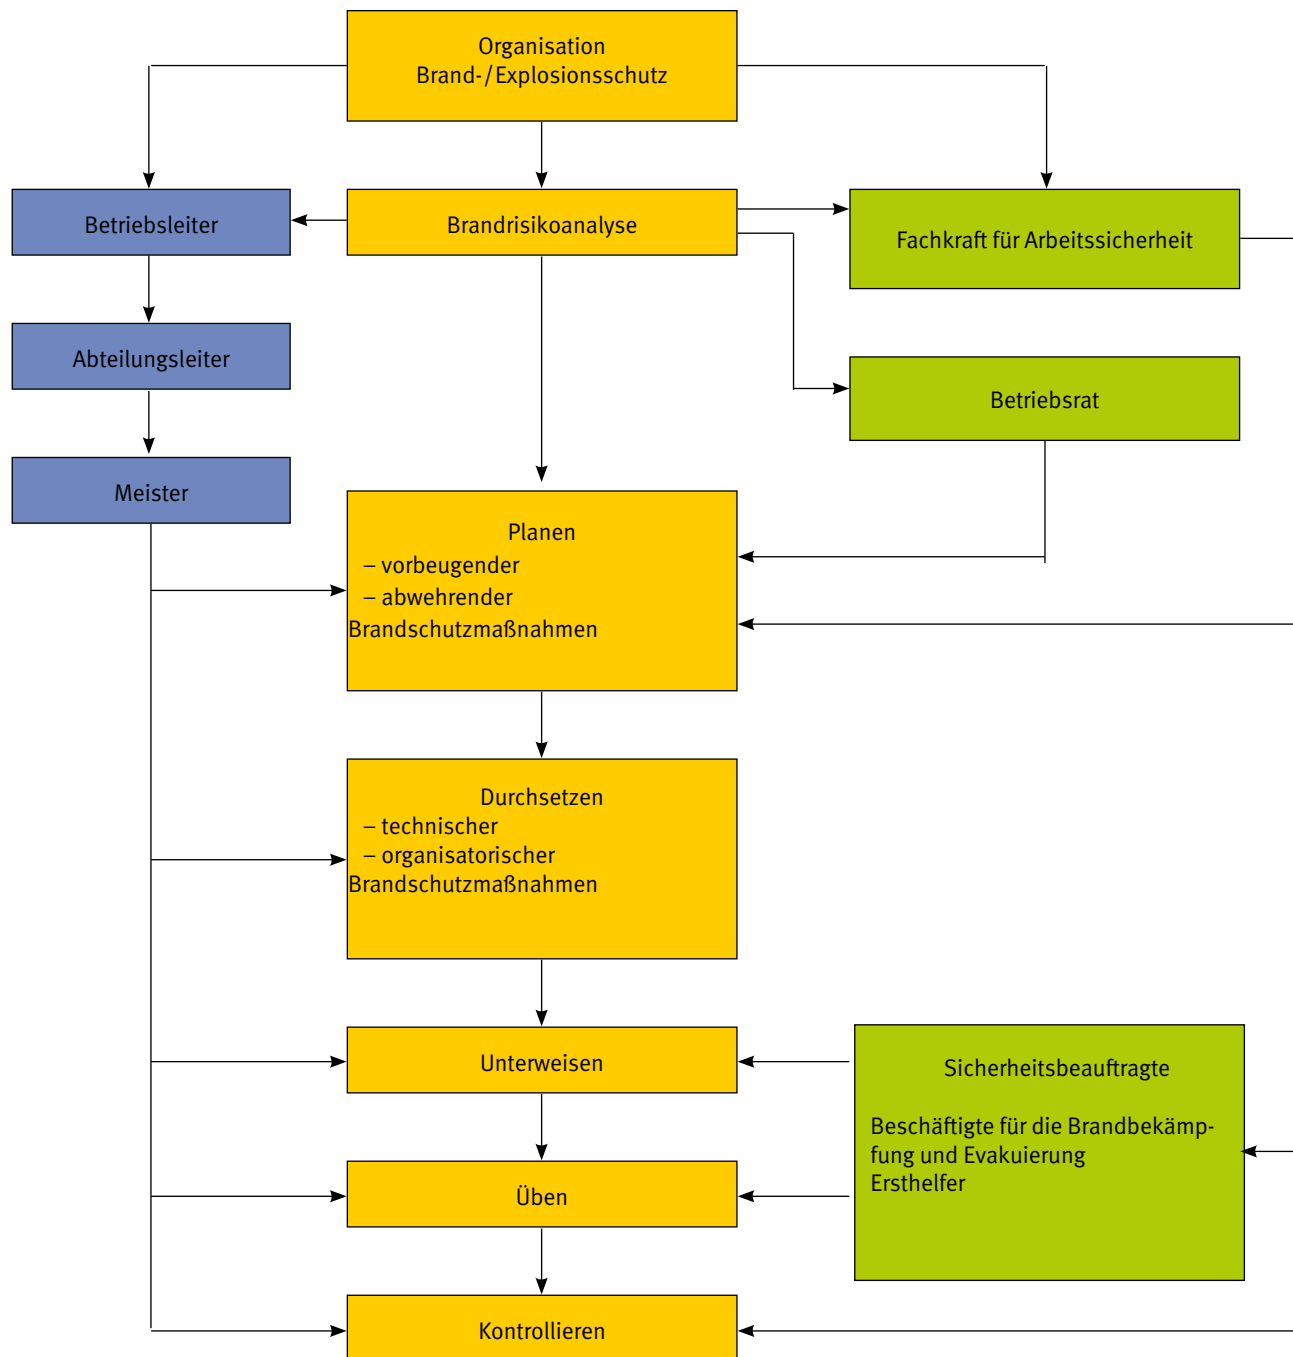 Organisation
Brand-/Explosionsschutz
Betriebsleiter
Brandrisikoanalyse
Fachkraft für Arbeitssicherheit
Abteilungsleiter
Betriebsrat
Meister
Planen
– vorbeugender
– abwehrender
Brandschutzmaßnahmen
Durchsetzen
– technischer
– organisatorischer
Brandschutzmaßnahmen
Unterweisen
Sicherheitsbeauftragte
Beschäftigte für die Brandbekämp-
fung und Evakuierung
Ersthelfer
Üben
Kontrollieren